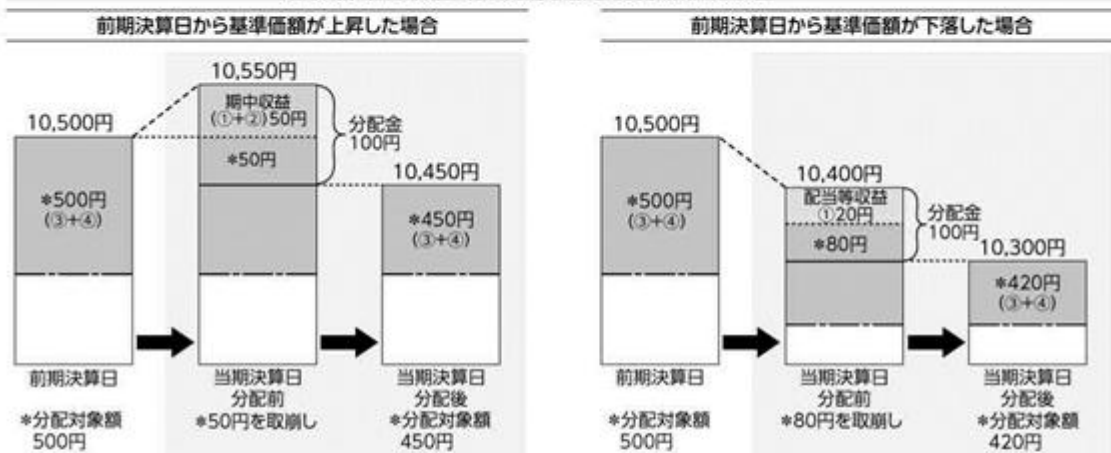 前期決算日から基準価額が上昇した場合
10,550円
期中収益
(①+②)50円
10,500円
分配金
100円
*50円
10,450円
*500円
(③+④)
*450円
(③+④)
前期決算日
当期決算日
分配前
当期決算日
分配後
*分配対象額
500円
*50円を取崩し
*分配対象額
450円
前期決算日から基準価額が下落した場合
10,500円
10,400円
配当等収益
①20円
分配金
100円
*500円
(③+④)
*80円
10,300円
*420円
(③+④)
前期決算日
当期決算日
分配前
当期決算日
分配後
*分配対象額
500円
*80円を取崩し
*分配対象額
420円